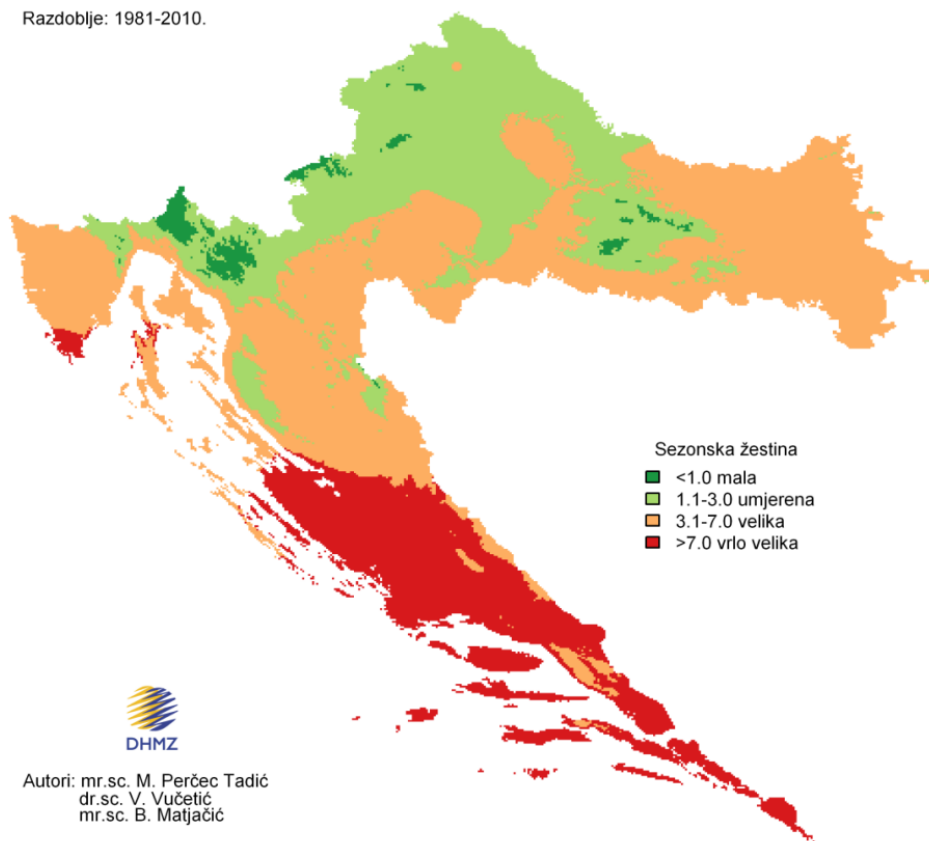 Razdoblje: 1981-2010.
Sezonska žestina
<1.0 mala
1.1-3.0 umjerena
3.1-7.0 velika
>7.0 vrlo velika
DHMZ
Autori: mr.sc. M. Perčec Tadić
dr.sc. V. Vučetić
mr.sc. B. Matjačić